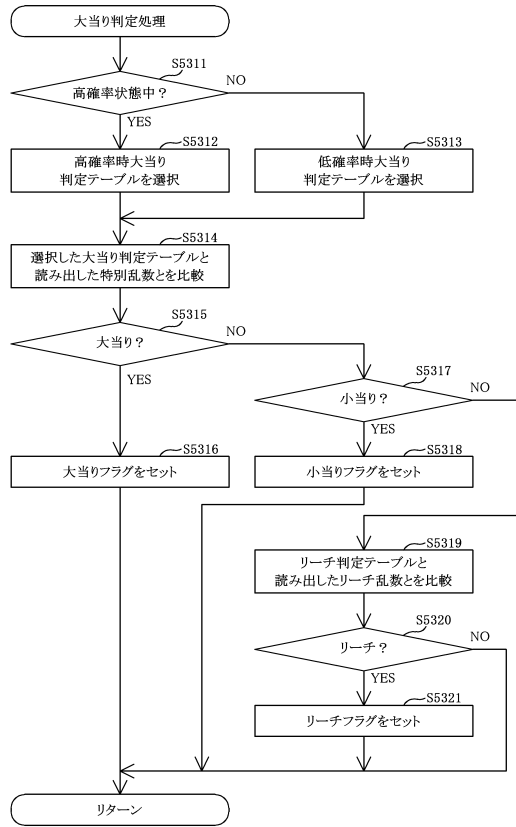 大当り判定処理
S5311
高確率状態中？
NO
YES
S5312
高確率時大当り
判定テーブルを選択
S5313
低確率時大当り
判定テーブルを選択
S5314
選択した大当り判定テーブルと
読み出した特別乱数とを比較
S5315
大当り？
NO
YES
S5317
小当り？
NO
YES
S5316
大当りフラグをセット
S5318
小当りフラグをセット
S5319
リーチ判定テーブルと
読み出したリーチ乱数とを比較
S5320
リーチ？
NO
YES
S5321
リーチフラグをセット
リターン